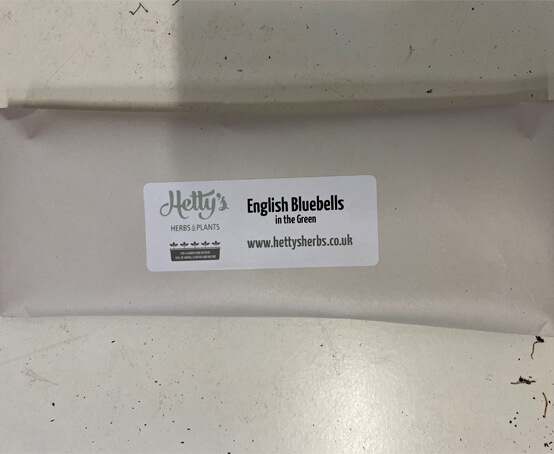 Hetty's
HERBS & PLANTS
English Bluebells
in the Green
www.hettysherbs.co.uk